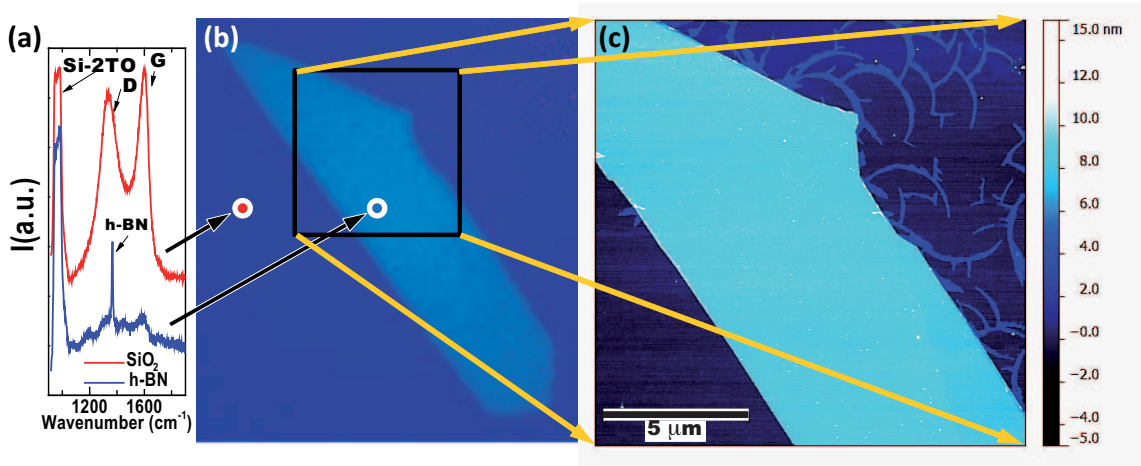 (a)
Si-2TO
D
G
h-BN
I(a.u.)
SiO₂
h-BN
1200 1600
Wavenumber (cm⁻¹)
(b)
(c)
5 μm
15.0 nm
12.0
10.0
8.0
6.0
4.0
2.0
−0.0
−2.0
−4.0
−5.0